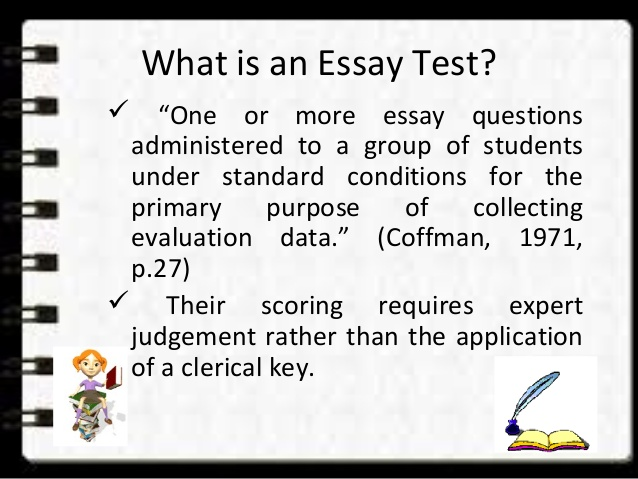 What is an Essay Test?
✓ “One or more essay questions
administered to a group of students
under standard conditions for the
primary purpose of collecting
evaluation data.” (Coffman, 1971,
p.27)
✓ Their scoring requires expert
judgement rather than the application
of a clerical key.